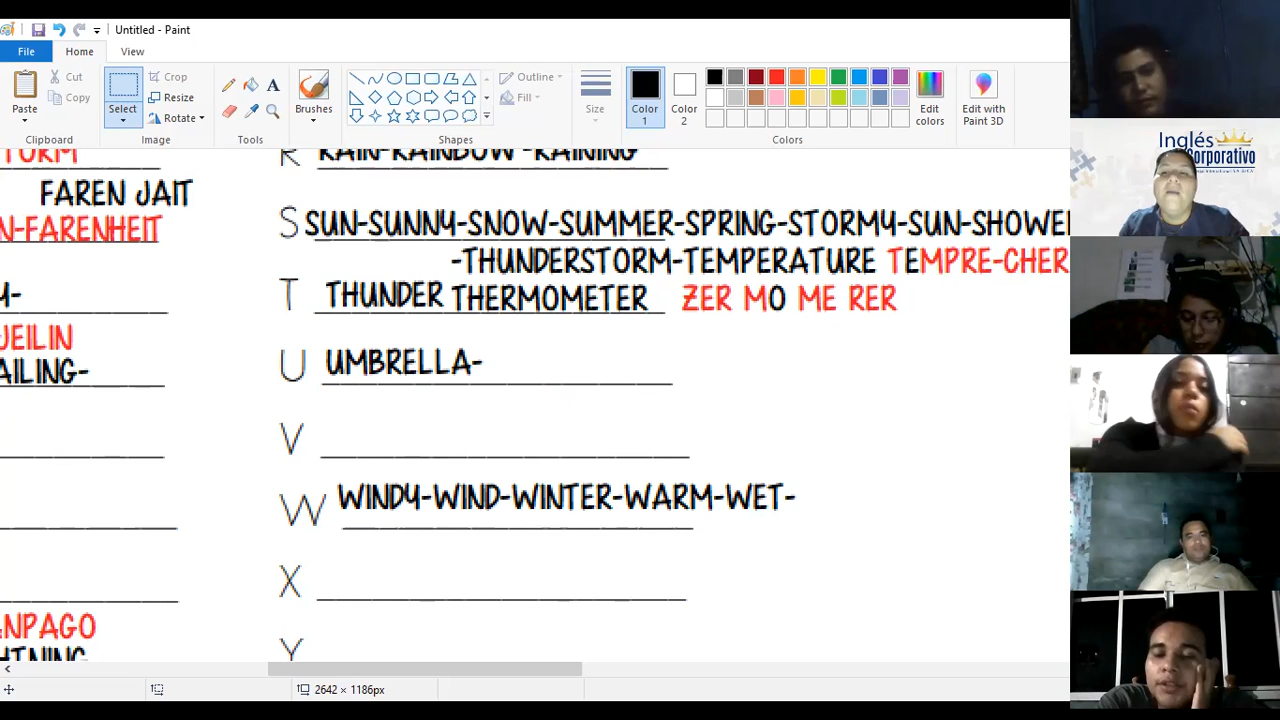 Untitled - Paint
File Home View
Paste
Cut
Copy
Clipboard
Select
Crop
Resize
Rotate
Image
Tools
Brushes
Shapes
Outline
Fill
Size
Color 1
Color 2
Edit colors
Edit with Paint 3D
Colors
Inglés
Corporativo
R RAIN-RAINBOW -RAINING
FAREN JAIT
N-FARENHEIT
S SUN-SUNNY-SNOW-SUMMER-SPRING-STORMY-SUN-SHOWER
-THUNDERSTORM-TEMPERATURE TEMPRE-CHER
T THUNDER THERMOMETER ZER MO ME RER
JEILIN
AILING-
U UMBRELLA-
V
W WINDY-WIND-WINTER-WARM-WET-
X
NPAGO
Y
2642 × 1186px